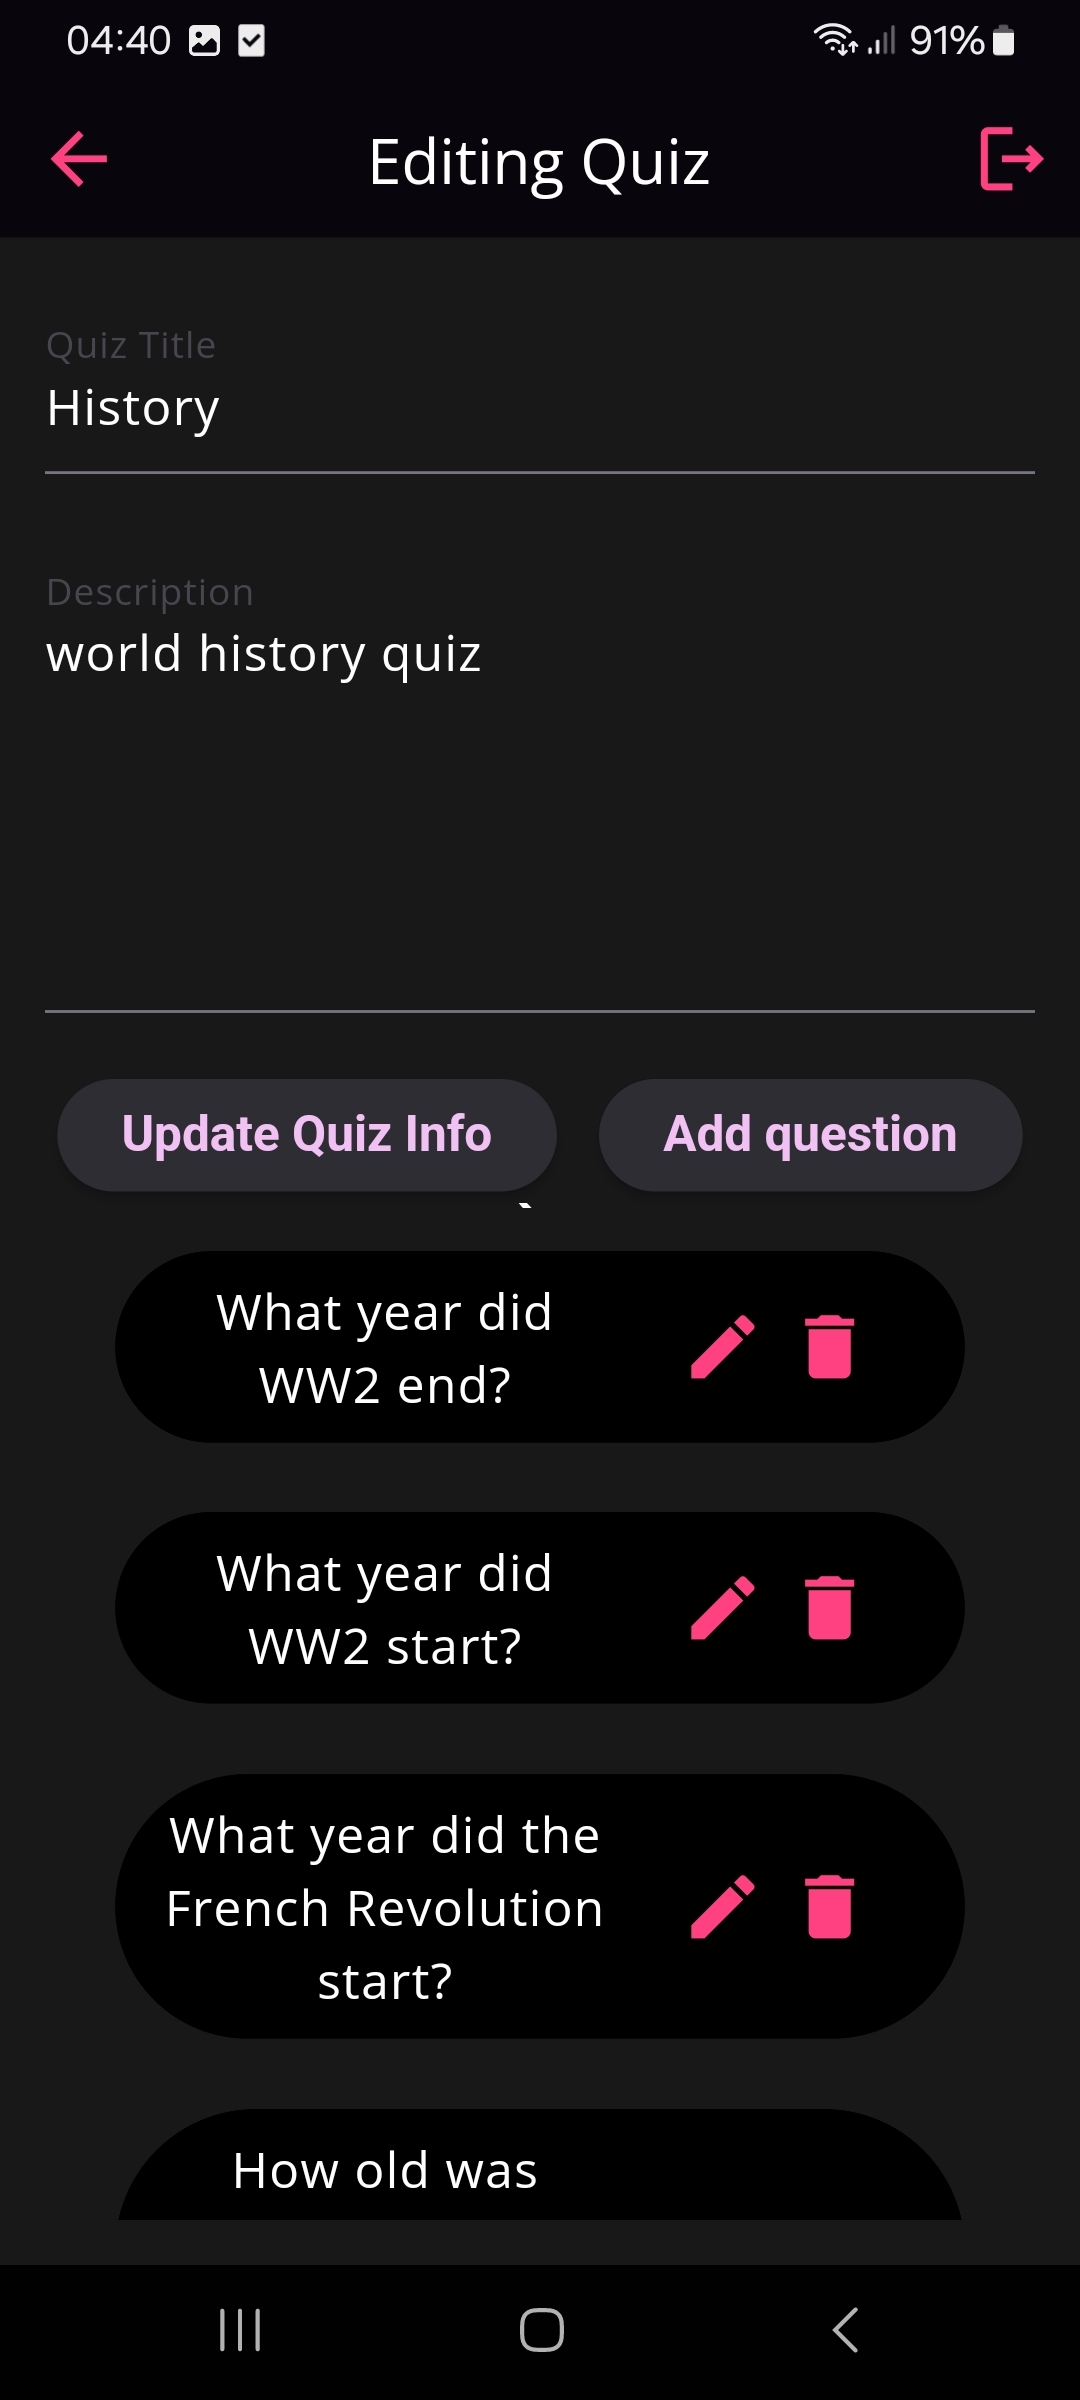 04:40
91%
Editing Quiz
Quiz Title
History
Description
world history quiz
Update Quiz Info
Add question
What year did
WW2 end?
What year did
WW2 start?
What year did the
French Revolution
start?
How old was